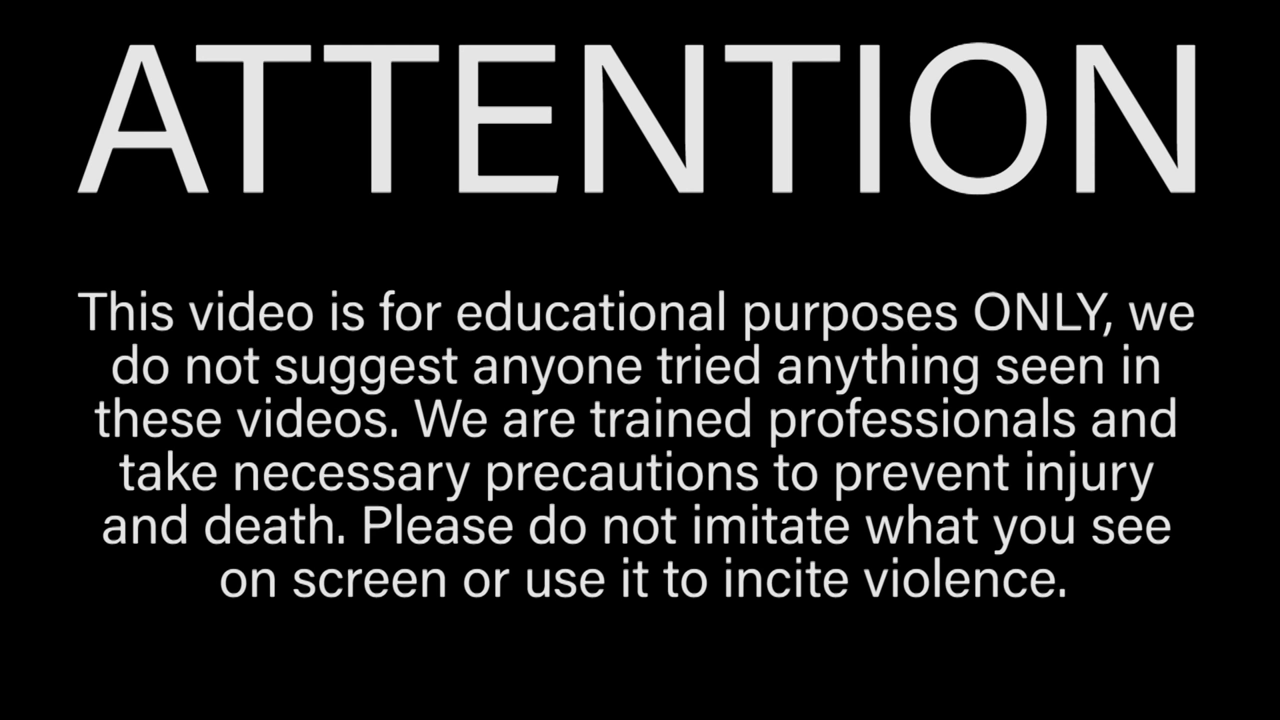 ATTENTION
This video is for educational purposes ONLY, we
do not suggest anyone tried anything seen in
these videos. We are trained professionals and
take necessary precautions to prevent injury
and death. Please do not imitate what you see
on screen or use it to incite violence.